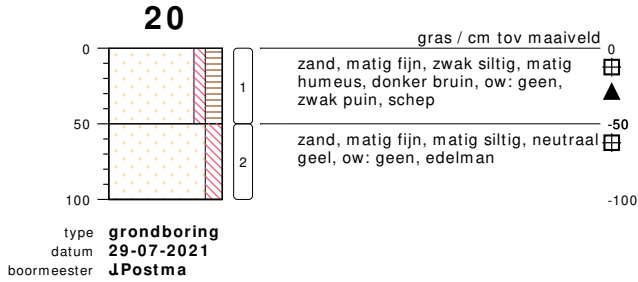 20
gras / cm tov maaiveld
0
0
zand, matig fijn, zwak siltig, matig
humeus, donker bruin, ow: geen,
zwak puin, schep
1
50
-50
zand, matig fijn, matig siltig, neutraal
geel, ow: geen, edelman
2
100
-100
type grondboring
datum 29-07-2021
boormeester J.Postma